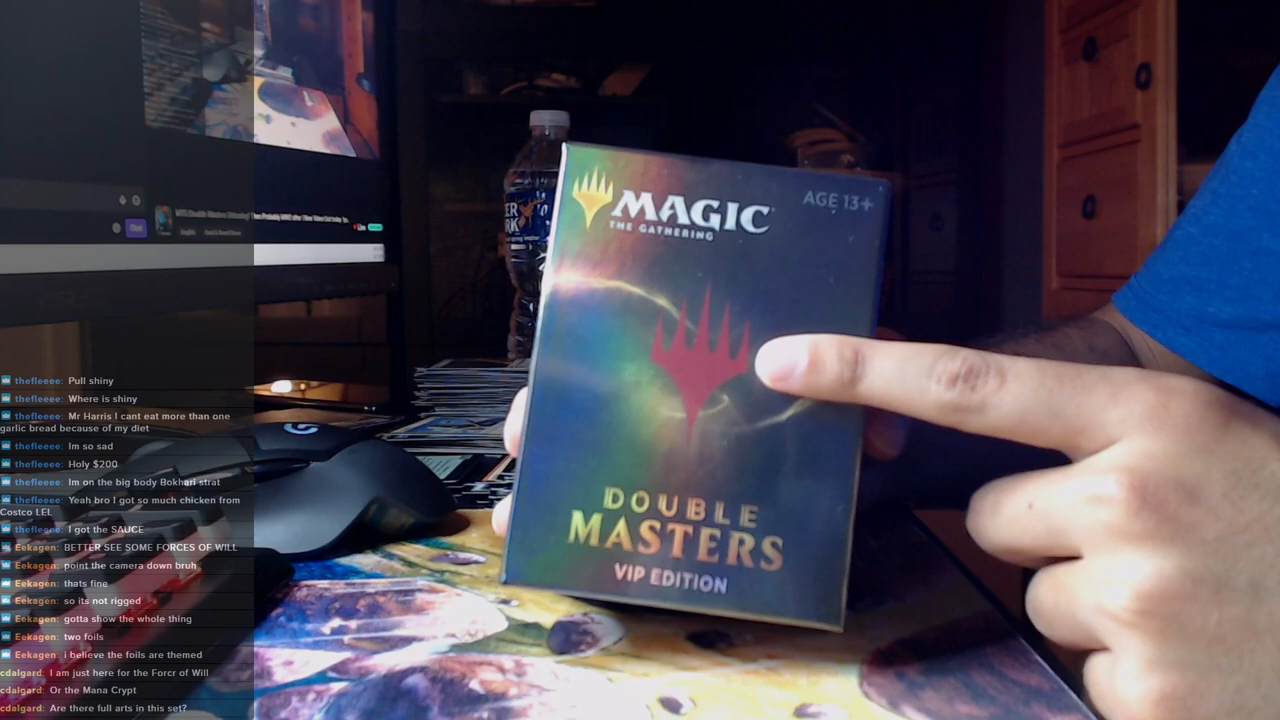 MAGIC
THE GATHERING
AGE 13+
DOUBLE
MASTERS
VIP EDITION
thefleeee: Pull shiny
thefleeee: Where is shiny
thefleeee: Mr Harris I cant eat more than one
garlic bread because of my diet
thefleeee: Im so sad
thefleeee: Holy $200
thefleeee: Im on the big body Bokhari strat
thefleeee: Yeah bro I got so much chicken from
Costco LEL
thefleeee: I got the SAUCE
Eekagen: BETTER SEE SOME FORCES OF WILL
Eekagen: point the camera down bruh
Eekagen: thats fine
Eekagen: so its not rigged
Eekagen: gotta show the whole thing
Eekagen: two foils
Eekagen: i believe the foils are themed
cdalgard: I am just here for the Forcr of Will
cdalgard: Or the Mana Crypt
cdalgard: Are there full arts in this set?